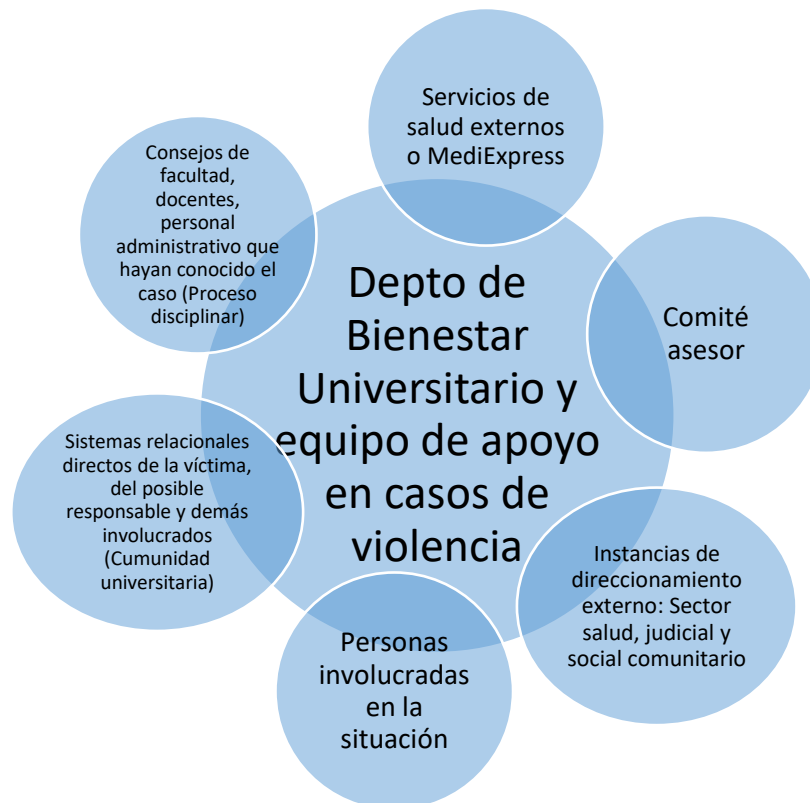 Servicios de
salud externos
o MediExpress
Consejos de
facultad,
docentes,
personal
administrativo que
hayan conocido el
caso (Proceso
disciplinar)
Comité
asesor
Depto de
Bienestar
Universitario y
equipo de apoyo
en casos de
violencia
Sistemas relacionales
directos de la víctima,
del posible
responsable y demás
involucrados
(Cumunidad
universitaria)
Instancias de
direccionamiento
externo: Sector
salud, judicial y
social comunitario
Personas
involucradas
en la
situación